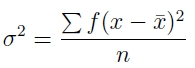 σ² = ∑ f(x − x̄)² / n